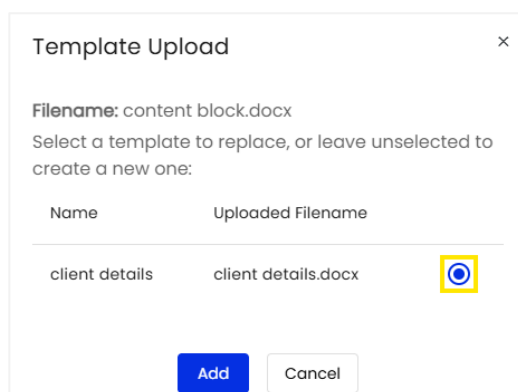 Template Upload
Filename: content block.docx
Select a template to replace, or leave unselected to
create a new one:
Name Uploaded Filename
client details client details.docx
Add Cancel